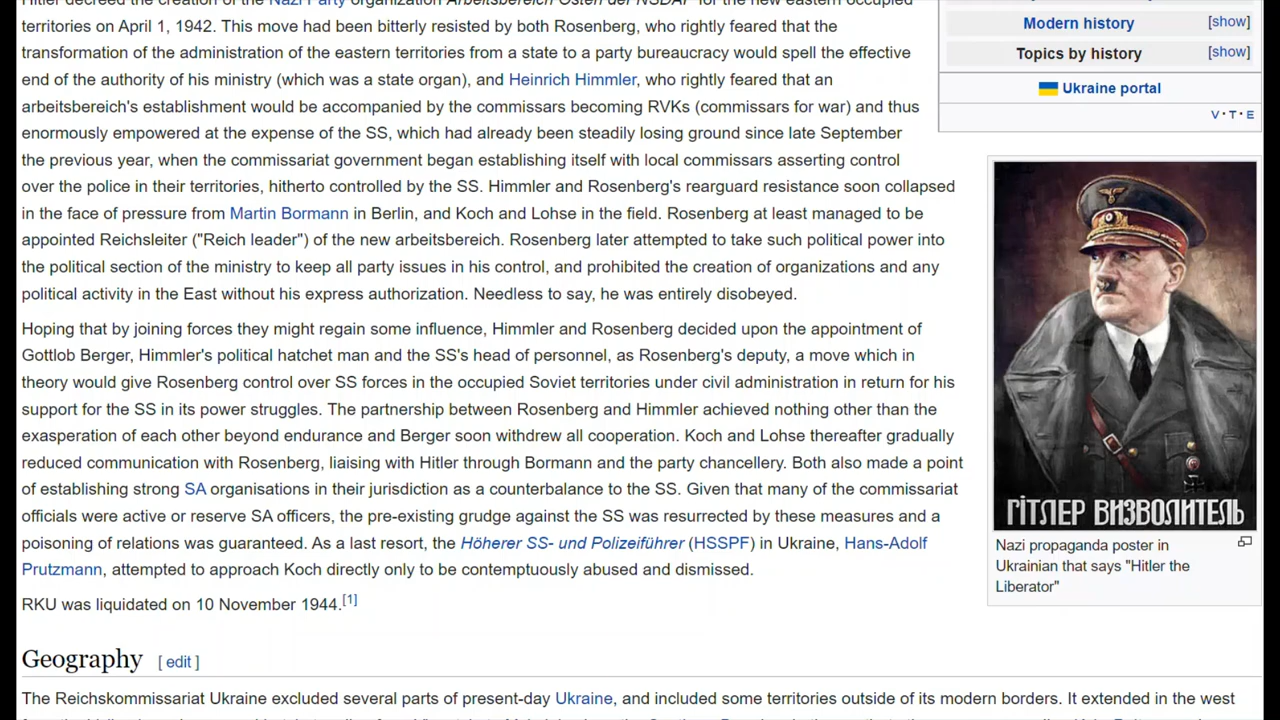 Hitler decreed the creation of the Nazi Party organization Arbeitsbereich Osten der NSDAP for the new eastern occupied
territories on April 1, 1942. This move had been bitterly resisted by both Rosenberg, who rightly feared that the
transformation of the administration of the eastern territories from a state to a party bureaucracy would spell the effective
end of the authority of his ministry (which was a state organ), and Heinrich Himmler, who rightly feared that an
arbeitsbereich's establishment would be acompanied by the commissars becoming RVKs (commissars for war) and thus
enormously empowered at the expense of the SS, which had already been steadily losing ground since late September
the previous year, when the commissariat government began establishing itself with local commissars asserting control
over the police in their territories, hitherto controlled by the SS. Himmler and Rosenberg's rearguard resistance soon collapsed
in the face of pressure from Martin Bormann in Berlin, and Koch and Lohse in the field. Rosenberg at least managed to be
appointed Reichsleiter ("Reich leader") of the new arbeitsbereich. Rosenberg later attempted to take such political power into
the political section of the ministry to keep all party issues in his control, and prohibited the creation of organizations and any
political activity in the East without his express authorization. Needless to say, he was entirely disobeyed.
Hoping that by joining forces they might regain some influence, Himmler and Rosenberg decided upon the appointment of
Gottlob Berger, Himmler's political hatchet man and the SS's head of personnel, as Rosenberg's deputy, a move which in
theory would give Rosenberg control over SS forces in the occupied Soviet territories under civil administration in return for his
support for the SS in its power struggles. The partnership between Rosenberg and Himmler achieved nothing other than the
exasperation of each other beyond endurance and Berger soon withdrew all cooperation. Koch and Lohse thereafter gradually
reduced communication with Rosenberg, liaising with Hitler through Bormann and the party chancellery. Both also made a point
of establishing strong SA organisations in their jurisdiction as a counterbalance to the SS. Given that many of the commissariat
officials were active or reserve SA officers, the pre-existing grudge against the SS was resurrected by these measures and a
poisoning of relations was guaranteed. As a last resort, the Höherer SS- und Polizeiführer (HSSPF) in Ukraine, Hans-Adolf
Prutzmann, attempted to approach Koch directly only to be contemptuously abused and dismissed.
RKU was liquidated on 10 November 1944.[1]
Geography [ edit ]
The Reichskommissariat Ukraine excluded several parts of present-day Ukraine, and included some territories outside of its modern borders. It extended in the west
Modern history [show]
Topics by history [show]
Ukraine portal
V · T · E
ГІТЛЕР ВИЗВОЛИТЕЛЬ
Nazi propaganda poster in
Ukrainian that says "Hitler the
Liberator"